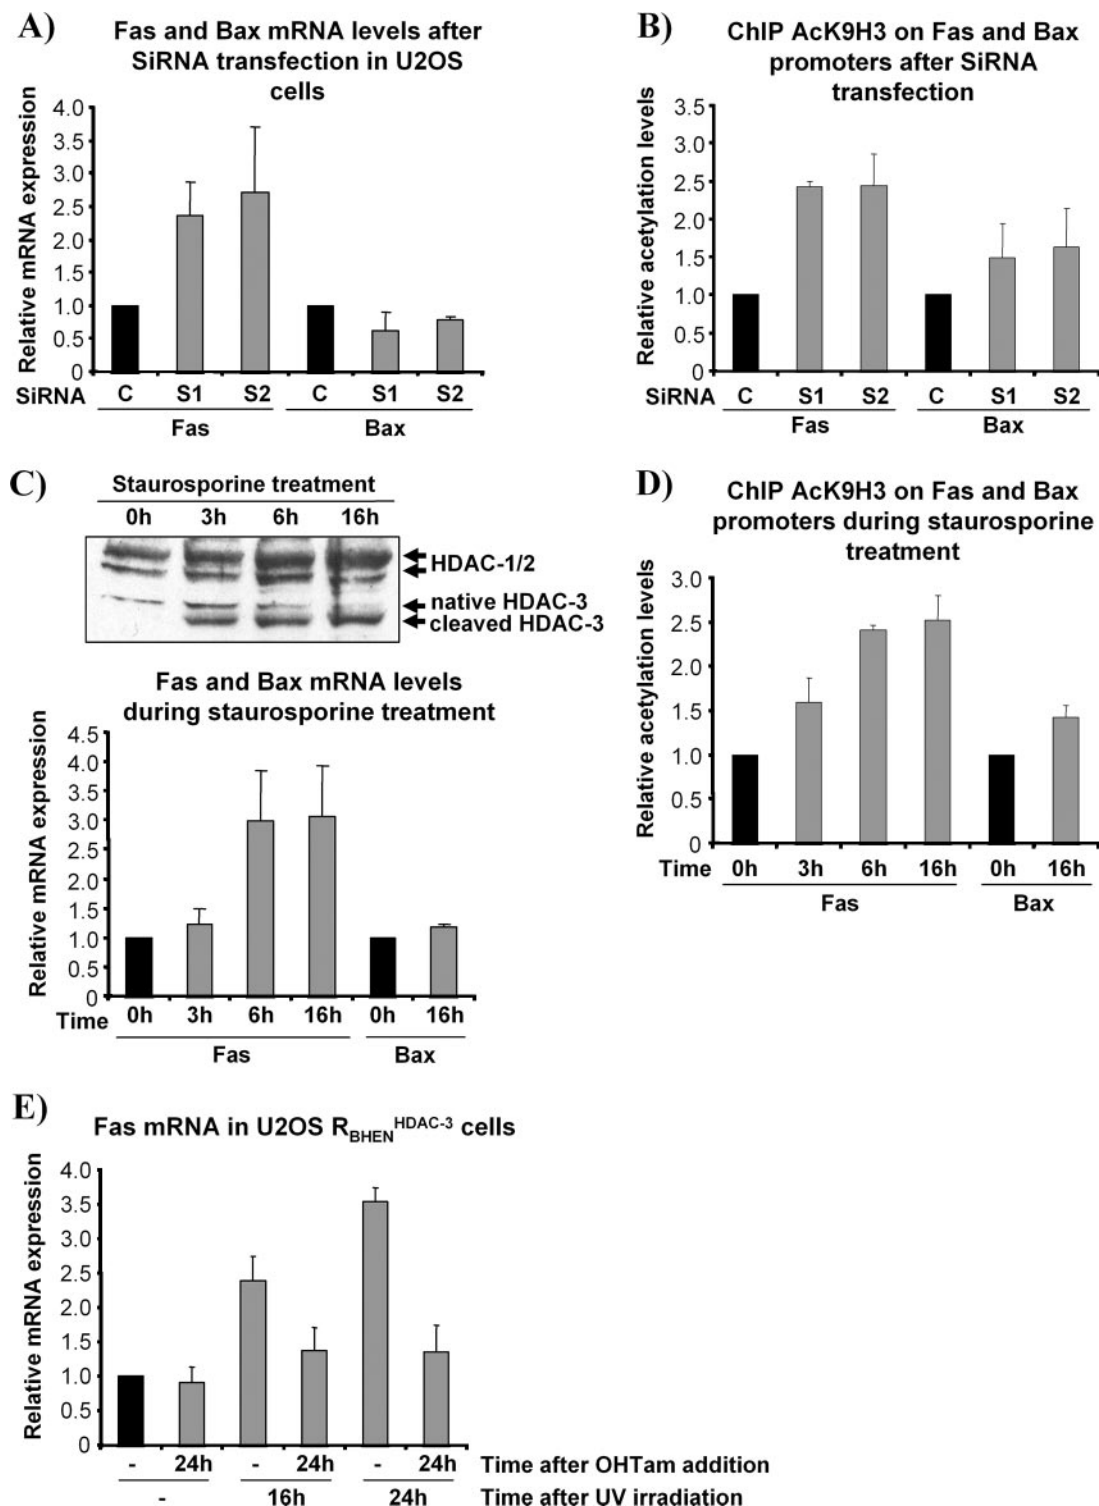 A)
Fas and Bax mRNA levels after
SiRNA transfection in U2OS
cells
Relative mRNA expression
4.0
3.5
3.0
2.5
2.0
1.5
1.0
0.5
0
SiRNA C S1 S2 C S1 S2
Fas Bax
B)
ChIP AcK9H3 on Fas and Bax
promoters after SiRNA
transfection
Relative acetylation levels
3.5
3.0
2.5
2.0
1.5
1.0
0.5
0
SiRNA C S1 S2 C S1 S2
Fas Bax
C)
Staurosporine treatment
0h 3h 6h 16h
HDAC-1/2
native HDAC-3
cleaved HDAC-3
Fas and Bax mRNA levels
during staurosporine treatment
Relative mRNA expression
4.5
4.0
3.5
3.0
2.5
2.0
1.5
1.0
0.5
0
Time 0h 3h 6h 16h 0h 16h
Fas Bax
D)
ChIP AcK9H3 on Fas and Bax
promoters during staurosporine
treatment
Relative acetylation levels
3.0
2.5
2.0
1.5
1.0
0.5
0
Time 0h 3h 6h 16h 0h 16h
Fas Bax
E)
Fas mRNA in U2OS RBHEN HDAC-3 cells
Relative mRNA expression
4.0
3.5
3.0
2.5
2.0
1.5
1.0
0.5
0
- 24h - 24h - 24h Time after OHTam addition
- 16h 24h Time after UV irradiation